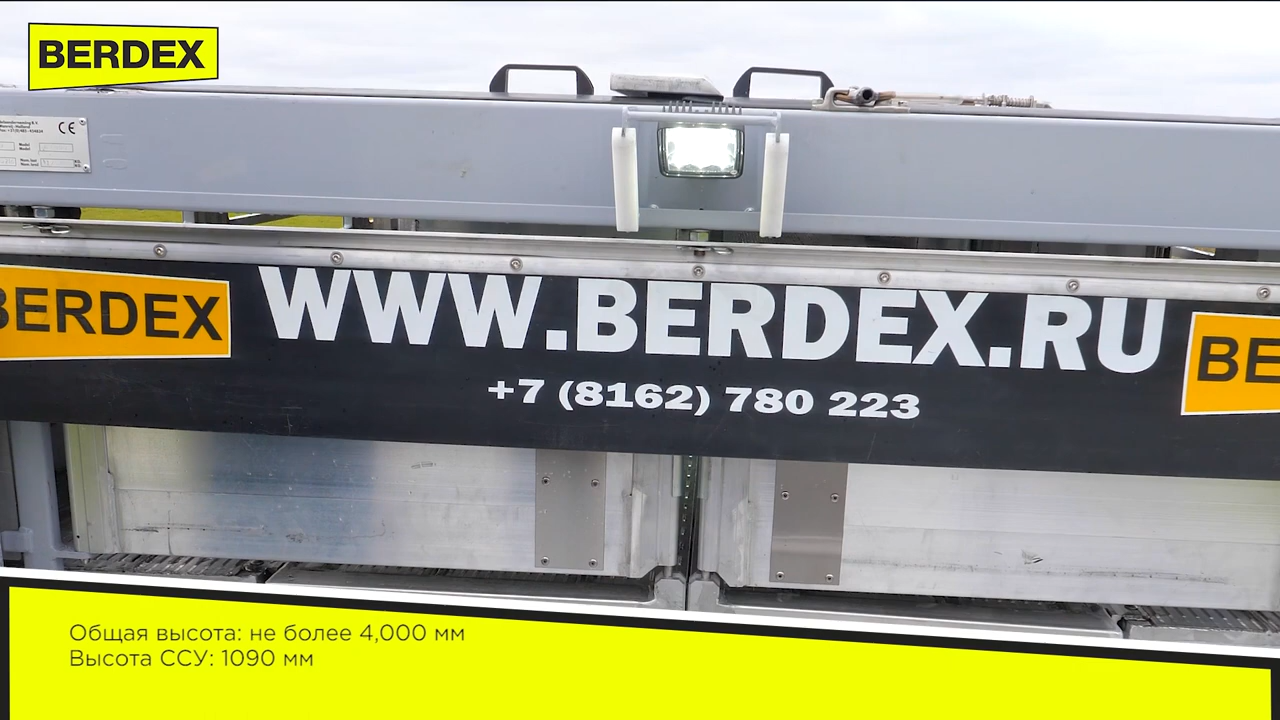 BERDEX
CE
BERDEX
WWW.BERDEX.RU
BE
+7 (8162) 780 223
Общая высота: не более 4,000 мм
Высота ССУ: 1090 мм